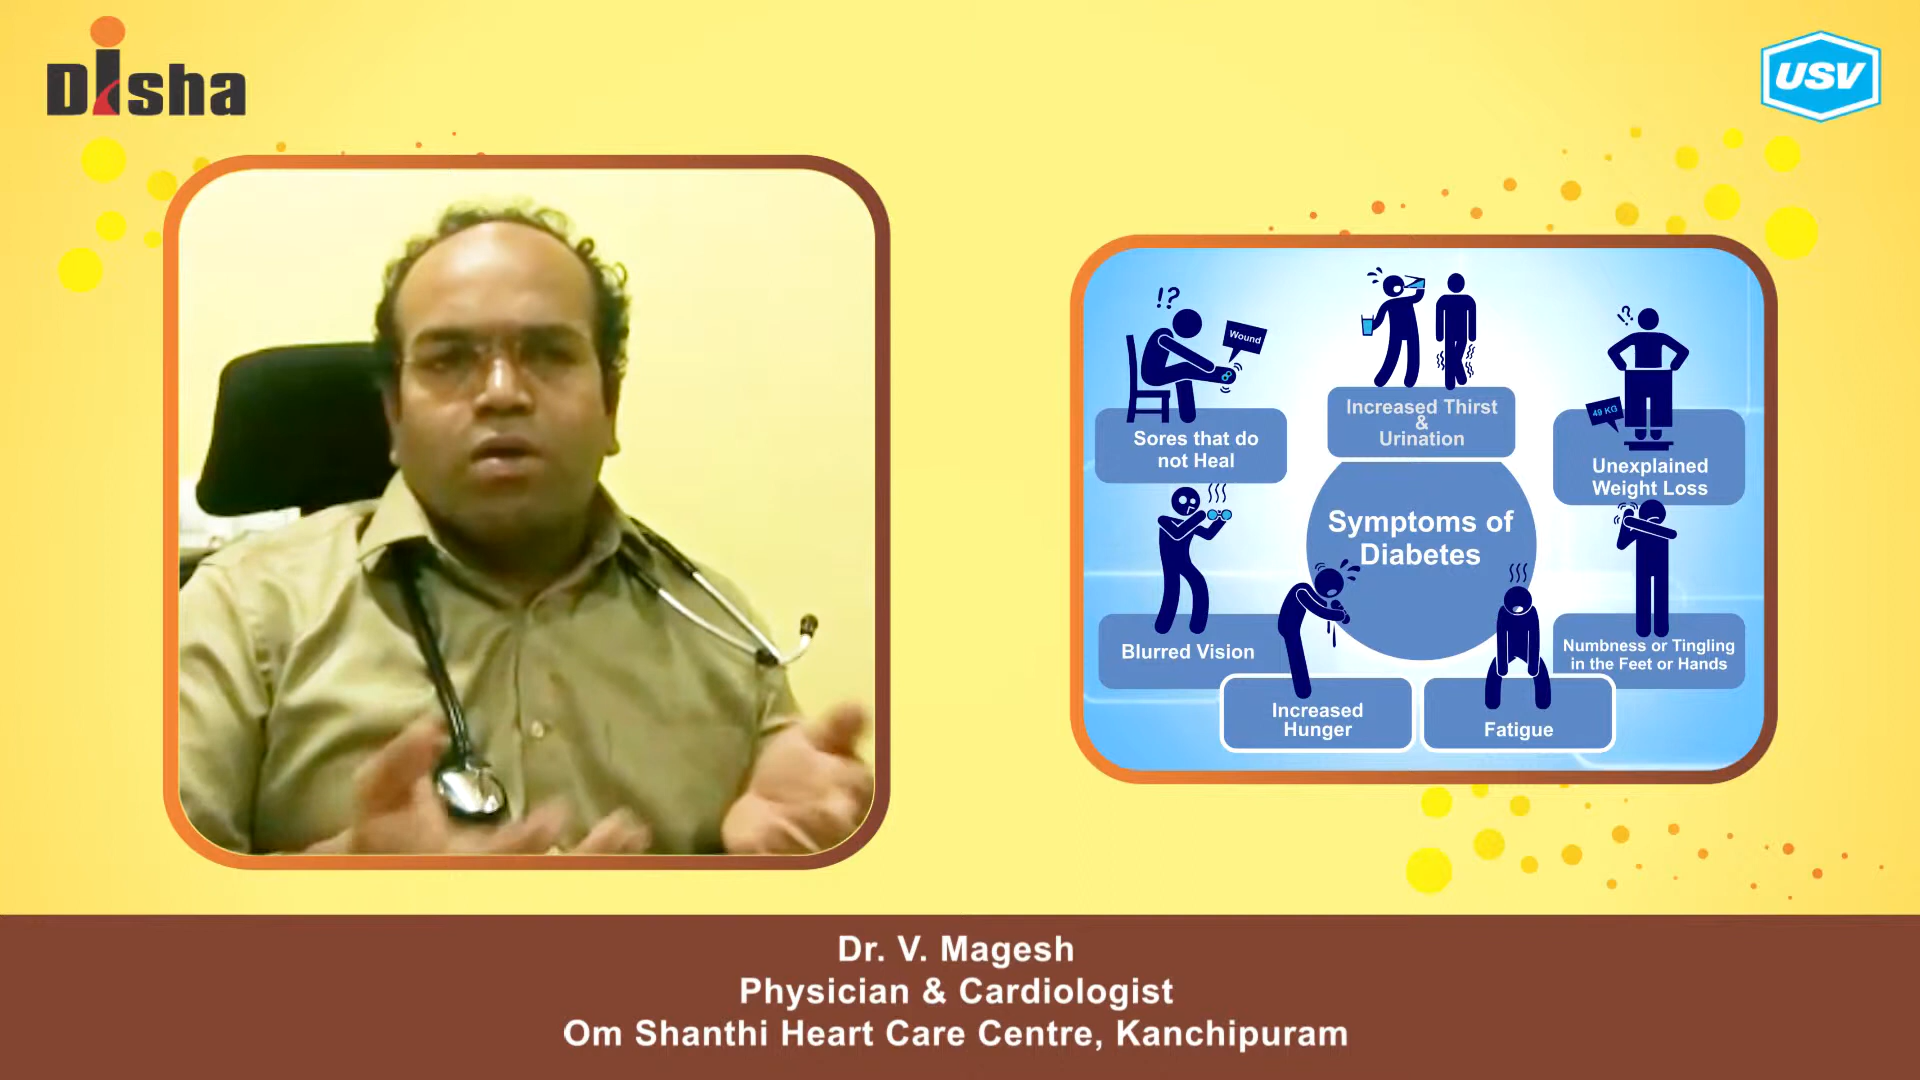 Disha
USV
!?
Wound
Sores that do
not Heal
Increased Thirst
&
Urination
!?
49 KG
Unexplained
Weight Loss
Symptoms of
Diabetes
Blurred Vision
Numbness or Tingling
in the Feet or Hands
Increased
Hunger
Fatigue
Dr. V. Magesh
Physician & Cardiologist
Om Shanthi Heart Care Centre, Kanchipuram